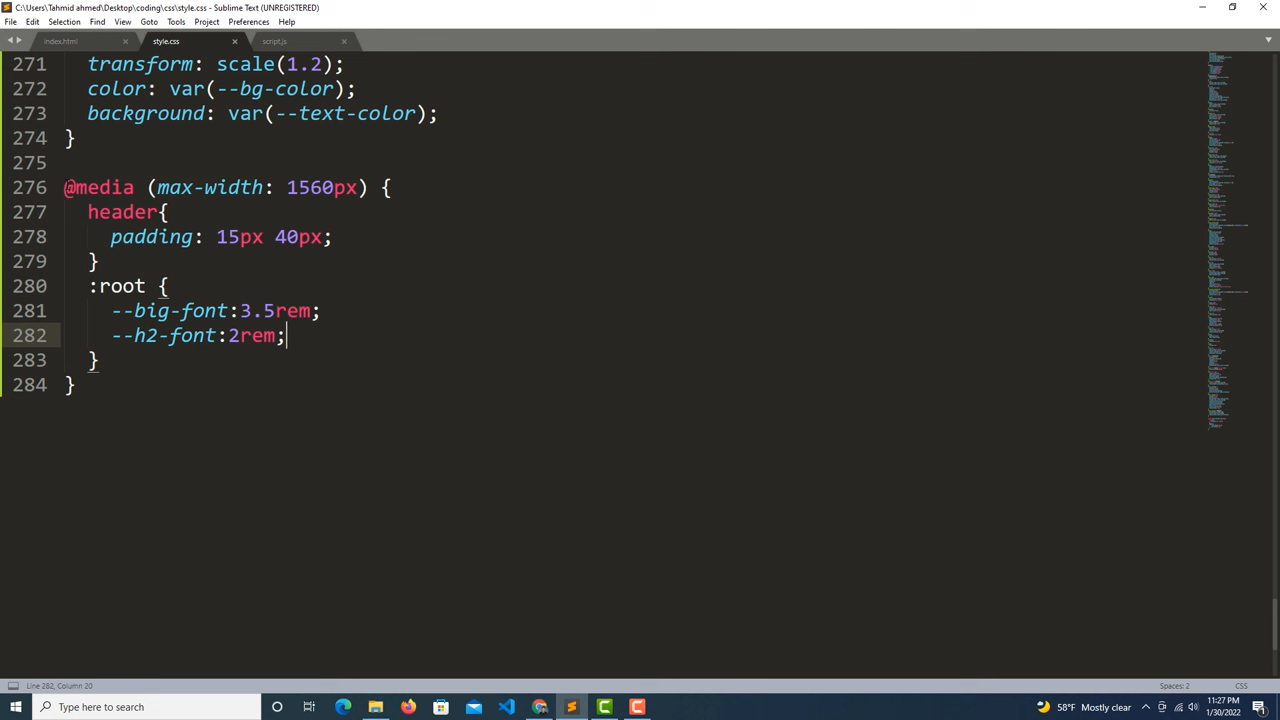 C:\Users\Tahmid ahmed\Desktop\coding\css\style.css - Sublime Text (UNREGISTERED)
File Edit Selection Find View Goto Tools Project Preferences Help
index.html style.css script.js
271 transform: scale(1.2);
272 color: var(--bg-color);
273 background: var(--text-color);
274 }
275
276 @media (max-width: 1560px) {
277 header{
278 padding: 15px 40px;
279 }
280 :root {
281 --big-font:3.5rem;
282 --h2-font:2rem;
283 }
284 }
Line 282, Column 20 Spaces: 2 CSS
Type here to search 58°F Mostly clear 11:27 PM
1/30/2022